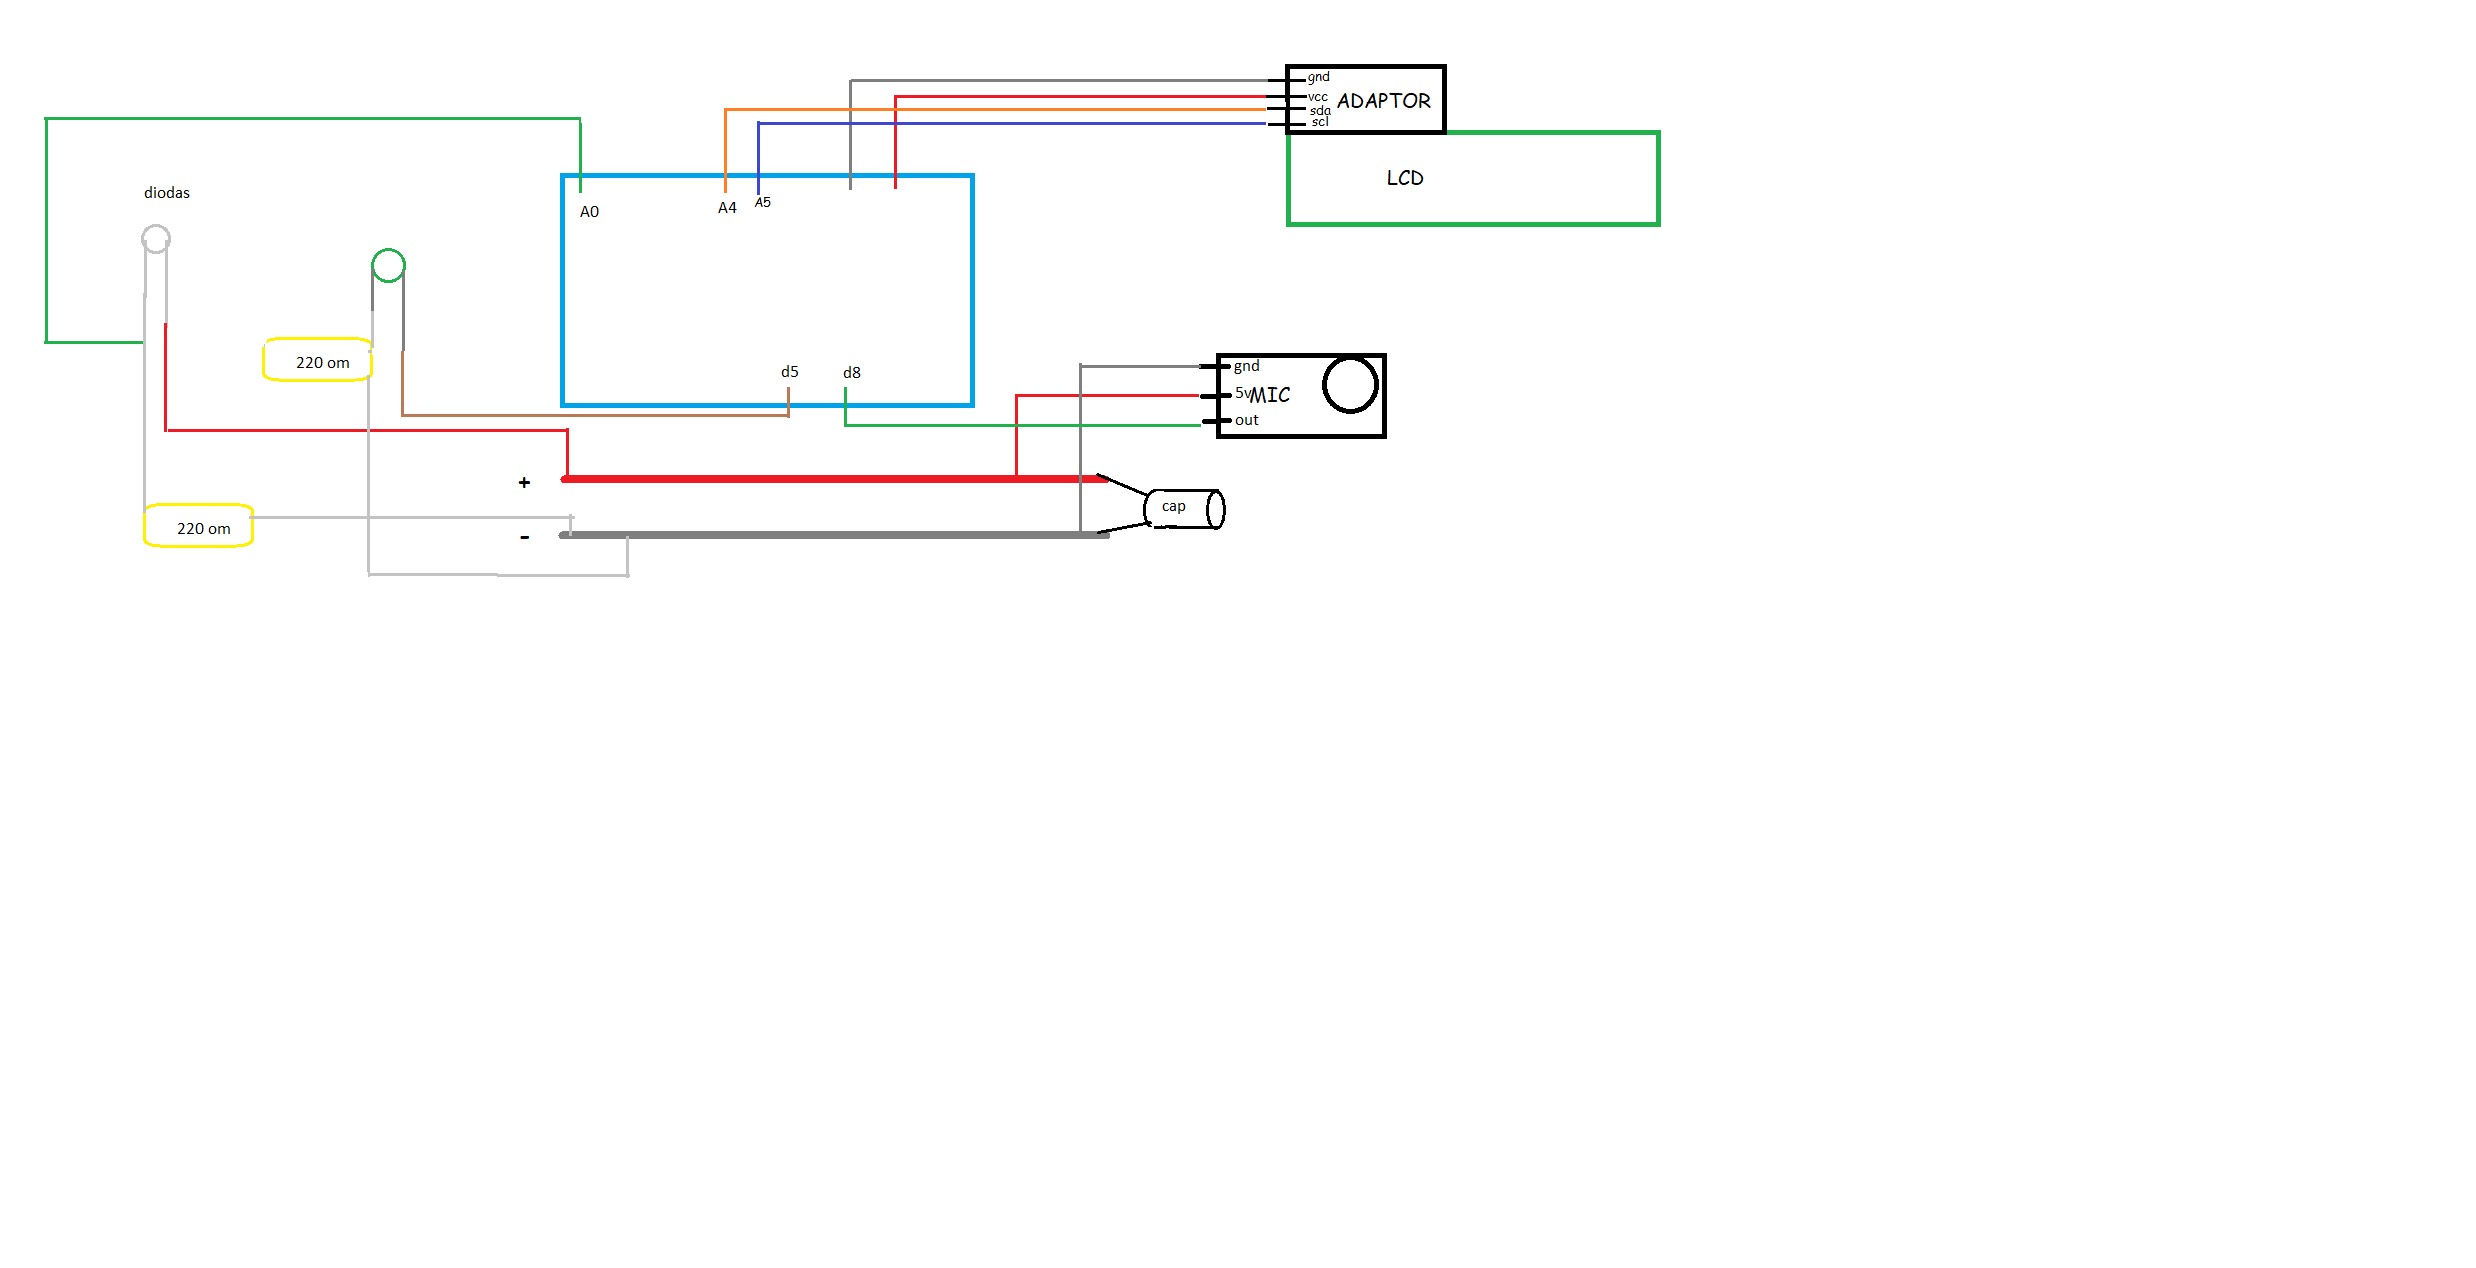 gnd
vcc
ADAPTOR
sda
scl
LCD
diodas
A0
A4
A5
220 om
d5
d8
gnd
5v
MIC
out
+
cap
220 om
-